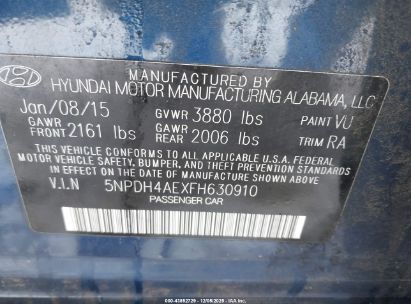 MANUFACTURED BY
HYUNDAI MOTOR MANUFACTURING ALABAMA, LLC
Jan/08/15 GVWR 3880 lbs PAINT VU
GAWR FRONT 2161 lbs GAWR REAR 2006 lbs TRIM RA
THIS VEHICLE CONFORMS TO ALL APPLICABLE U.S.A. FEDERAL
MOTOR VEHICLE SAFETY, BUMPER, AND THEFT PREVENTION STANDARDS
IN EFFECT ON THE DATE OF MANUFACTURE SHOWN ABOVE.
V.I.N 5NPDH4AEXFH630910
PASSENGER CAR